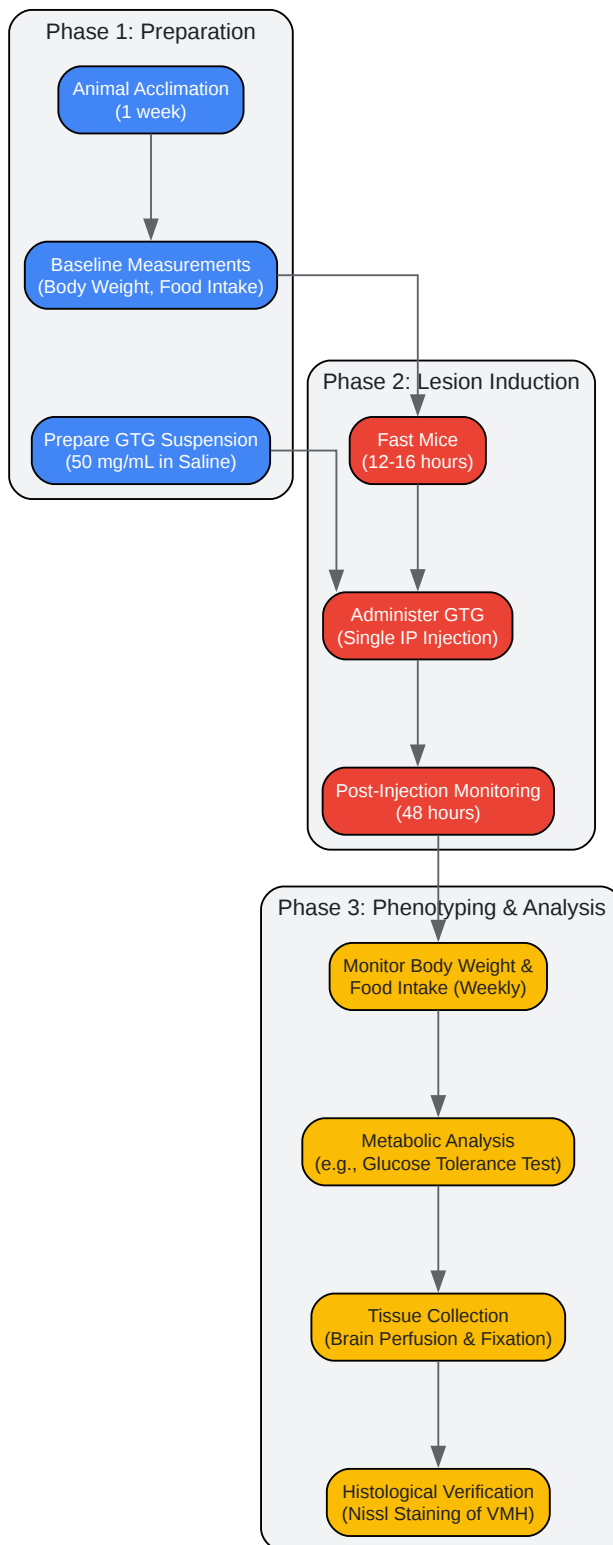 Phase 1: Preparation
Animal Acclimation
(1 week)
Baseline Measurements
(Body Weight, Food Intake)
Prepare GTG Suspension
(50 mg/mL in Saline)
Phase 2: Lesion Induction
Fast Mice
(12-16 hours)
Administer GTG
(Single IP Injection)
Post-Injection Monitoring
(48 hours)
Phase 3: Phenotyping & Analysis
Monitor Body Weight &
Food Intake (Weekly)
Metabolic Analysis
(e.g., Glucose Tolerance Test)
Tissue Collection
(Brain Perfusion & Fixation)
Histological Verification
(Nissl Staining of VMH)